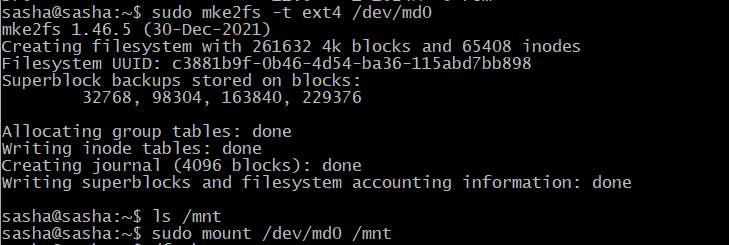 sasha@sasha:~$ sudo mke2fs -t ext4 /dev/md0
mke2fs 1.46.5 (30-Dec-2021)
Creating filesystem with 261632 4k blocks and 65408 inodes
Filesystem UUID: c3881b9f-0b46-4d54-ba36-115abd7bb898
Superblock backups stored on blocks:
        32768, 98304, 163840, 229376

Allocating group tables: done
Writing inode tables: done
Creating journal (4096 blocks): done
Writing superblocks and filesystem accounting information: done

sasha@sasha:~$ ls /mnt
sasha@sasha:~$ sudo mount /dev/md0 /mnt